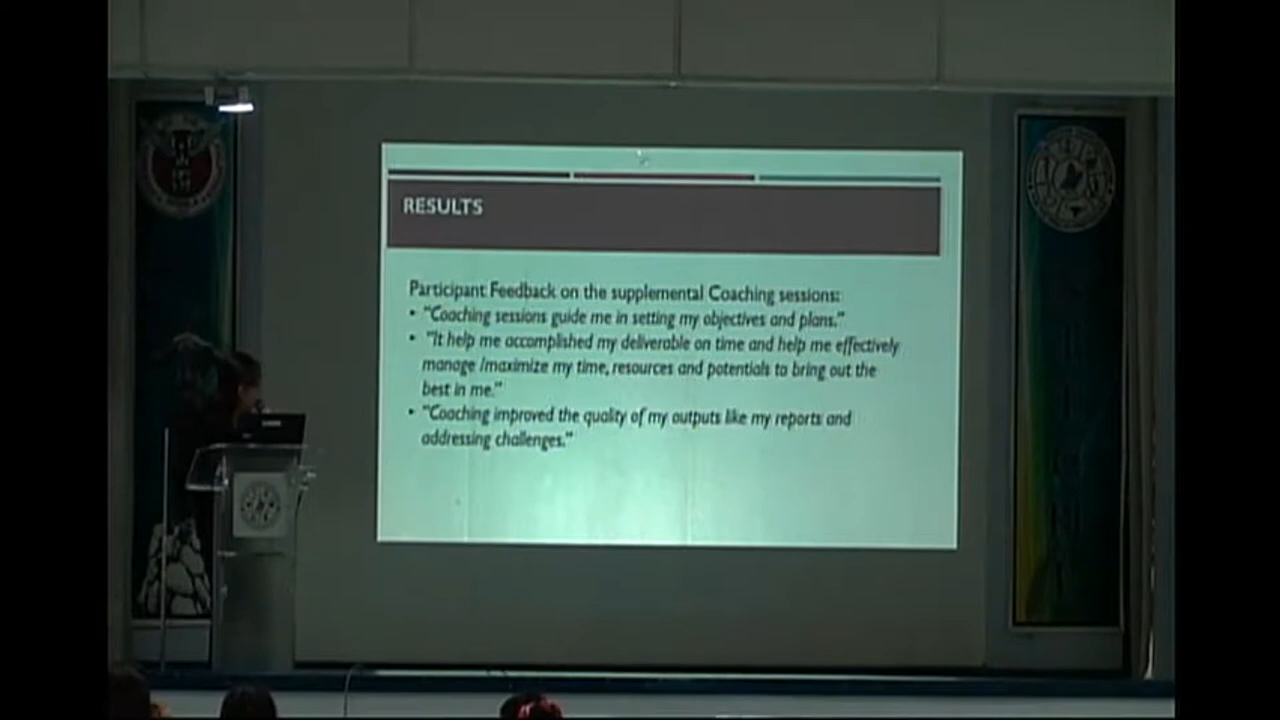 RESULTS
Participant Feedback on the supplemental Coaching sessions:
• "Coaching sessions guide me in setting my objectives and plans."
• "It help me accomplished my deliverable on time and help me effectively
manage /maximize my time, resources and potentials to bring out the
best in me."
• "Coaching improved the quality of my outputs like my reports and
addressing challenges."